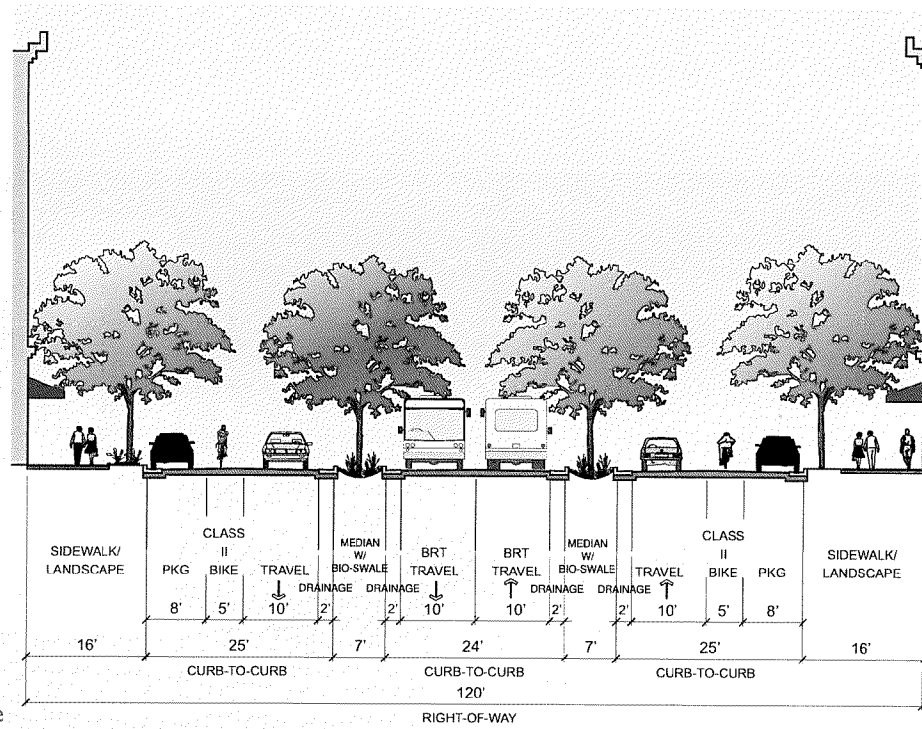 SIDEWALK/
LANDSCAPE
PKG
CLASS
II
BIKE
TRAVEL
DRAINAGE
MEDIAN
W/
BIO-SWALE
DRAINAGE
BRT
TRAVEL
BRT
TRAVEL
DRAINAGE
MEDIAN
W/
BIO-SWALE
DRAINAGE
TRAVEL
CLASS
II
BIKE
PKG
SIDEWALK/
LANDSCAPE
8' 5' 10' 2' 2' 10' 10' 2' 2' 10' 5' 8'
16' 25' 7' 24' 7' 25' 16'
CURB-TO-CURB CURB-TO-CURB CURB-TO-CURB
120'
RIGHT-OF-WAY
e